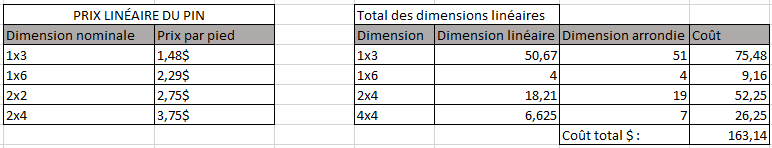 PRIX LINÉAIRE DU PIN
Dimension nominale Prix par pied
1x3 1,48$
1x6 2,29$
2x2 2,75$
2x4 3,75$
Total des dimensions linéaires
Dimension Dimension linéaire Dimension arrondie Coût
1x3 50,67 51 75,48
1x6 4 4 9,16
2x4 18,21 19 52,25
4x4 6,625 7 26,25
Coût total $ : 163,14